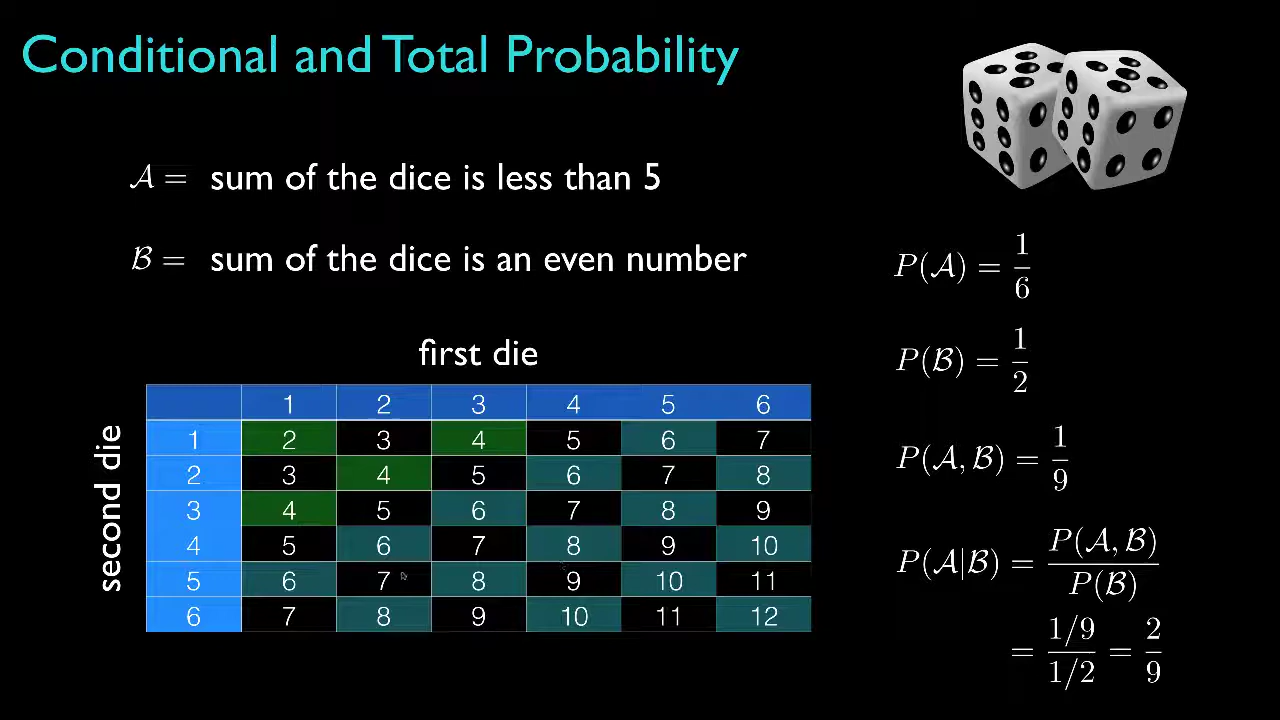 Conditional and Total Probability
𝒜 = sum of the dice is less than 5
ℬ = sum of the dice is an even number
first die
second die
1 2 3 4 5 6
1 2 3 4 5 6 7
2 3 4 5 6 7 8
3 4 5 6 7 8 9
4 5 6 7 8 9 10
5 6 7 8 9 10 11
6 7 8 9 10 11 12
P(𝒜) = 1/6
P(ℬ) = 1/2
P(𝒜, ℬ) = 1/9
P(𝒜|ℬ) = P(𝒜, ℬ)/P(ℬ)
= 1/9 / 1/2 = 2/9